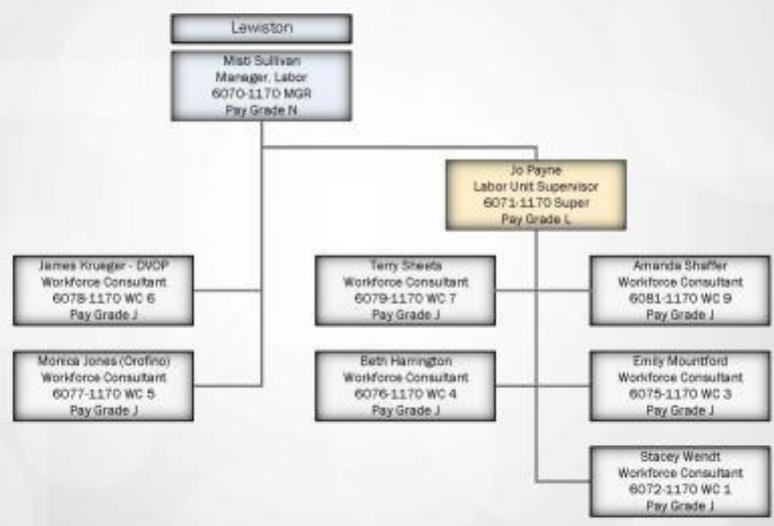 Lewiston
Misti Sullivan
Manager, Labor
6070-1170 MGR
Pay Grade N
Jo Payne
Labor Unit Supervisor
6071-1170 Super
Pay Grade L
James Krueger - DVOP
Workforce Consultant
6078-1170 WC 6
Pay Grade J
Terry Sheets
Workforce Consultant
6079-1170 WC 7
Pay Grade J
Amanda Shaffer
Workforce Consultant
6081-1170 WC 9
Pay Grade J
Monica Jones (Orofino)
Workforce Consultant
6077-1170 WC 5
Pay Grade J
Beth Harrington
Workforce Consultant
6076-1170 WC 4
Pay Grade J
Emily Mountford
Workforce Consultant
6075-1170 WC 3
Pay Grade J
Stacey Wendt
Workforce Consultant
6072-1170 WC 1
Pay Grade J